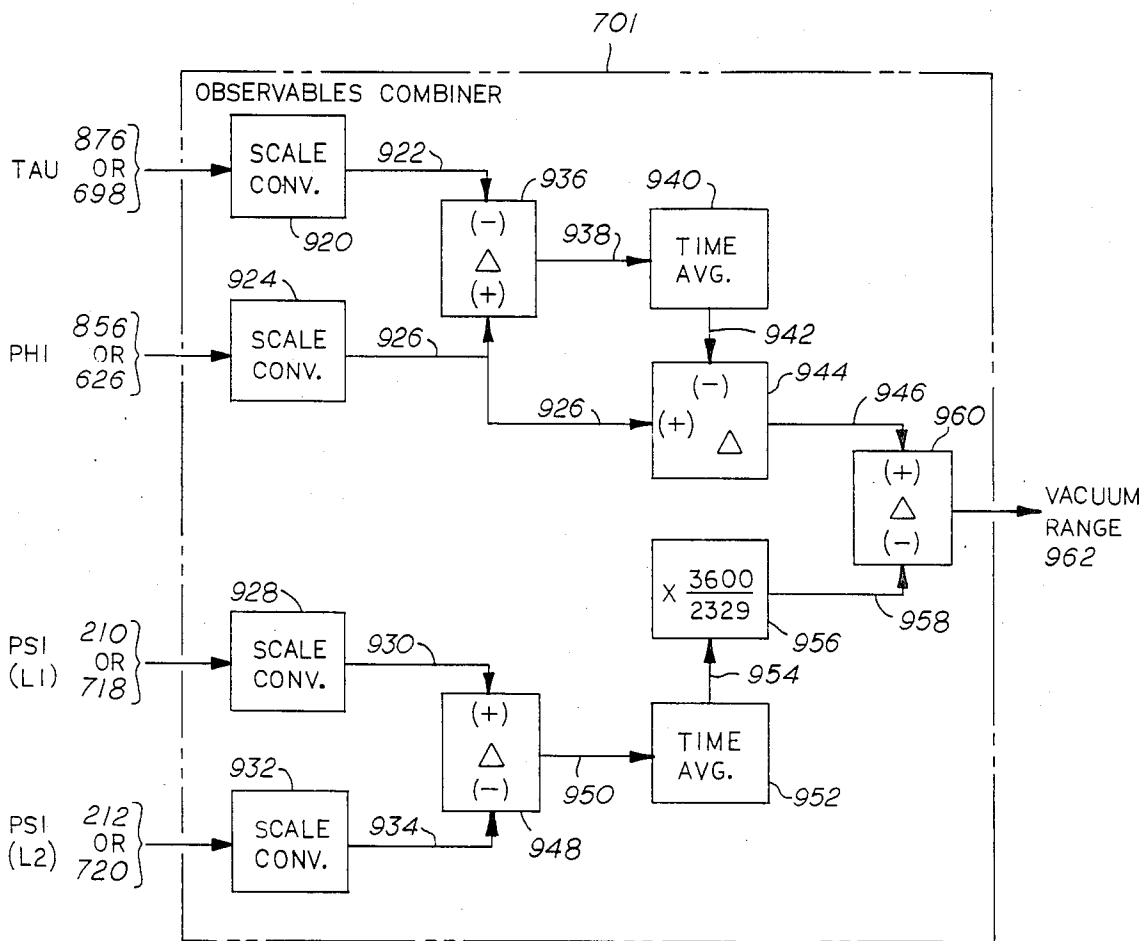 701
OBSERVABLES COMBINER
TAU
876
OR
698
SCALE
CONV.
920
922
(-)
△
(+)
936
938
940
TIME
AVG.
942
PHI
856
OR
626
924
SCALE
CONV.
926
926
(-)
(+)
△
944
946
960
(+)
△
(-)
VACUUM
RANGE
962
X 3600
2329
956
958
954
PSI
(L1)
210
OR
718
928
SCALE
CONV.
930
(+)
△
(-)
948
950
TIME
AVG.
952
PSI
(L2)
212
OR
720
932
SCALE
CONV.
934